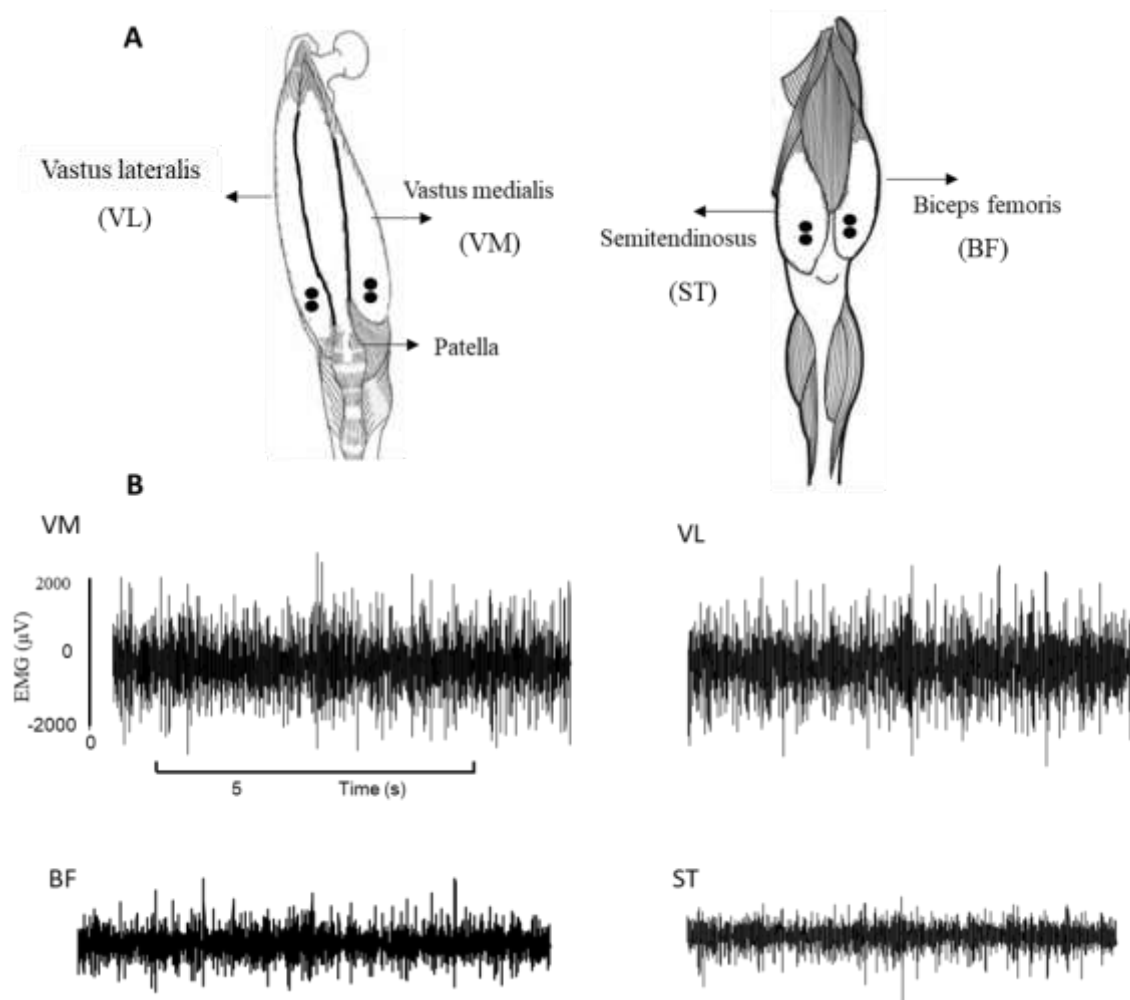 A
Vastus lateralis
(VL)
Vastus medialis
(VM)
Patella
Semitendinosus
(ST)
Biceps femoris
(BF)
B
VM
2000
0
-2000
EMG (µV)
0
5 Time (s)
VL
BF
ST